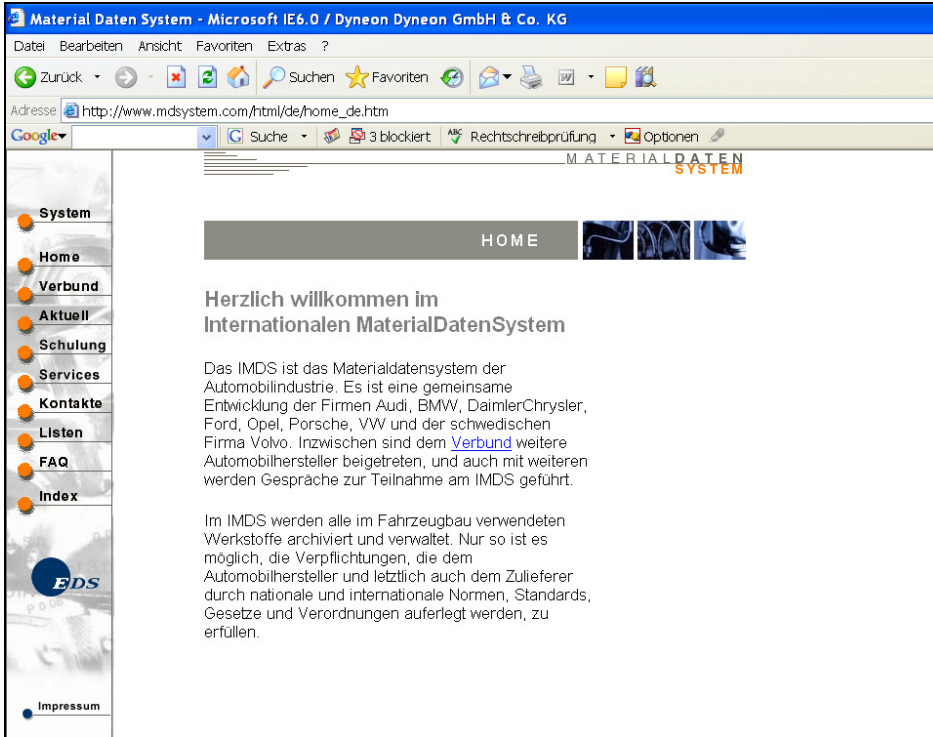 Material Daten System - Microsoft IE6.0 / Dyneon Dyneon GmbH & Co. KG
Datei Bearbeiten Ansicht Favoriten Extras ?
Zurück Suchen Favoriten
Adresse http://www.mdsystem.com/html/de/home_de.htm
Google G Suche 3 blockiert ABC Rechtschreibprüfung Optionen
MATERIALDATEN
SYSTEM
System
Home
Verbund
Aktuell
Schulung
Services
Kontakte
Listen
FAQ
Index
EDS
Impressum
HOME
Herzlich willkommen im
Internationalen MaterialDatenSystem
Das IMDS ist das Materialdatensystem der
Automobilindustrie. Es ist eine gemeinsame
Entwicklung der Firmen Audi, BMW, DaimlerChrysler,
Ford, Opel, Porsche, VW und der schwedischen
Firma Volvo. Inzwischen sind dem Verbund weitere
Automobilhersteller beigetreten, und auch mit weiteren
werden Gespräche zur Teilnahme am IMDS geführt.
Im IMDS werden alle im Fahrzeugbau verwendeten
Werkstoffe archiviert und verwaltet. Nur so ist es
möglich, die Verpflichtungen, die dem
Automobilhersteller und letztlich auch dem Zulieferer
durch nationale und internationale Normen, Standards,
Gesetze und Verordnungen auferlegt werden, zu
erfüllen.